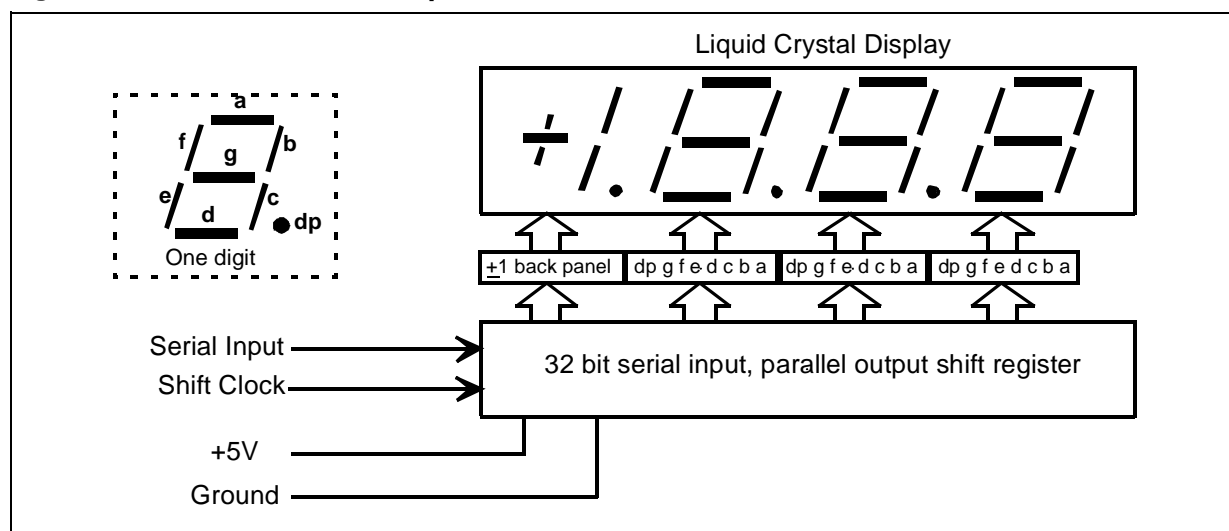 Liquid Crystal Display
a
f
b
g
e
c
d
dp
One digit
+1 back panel
dp g f e d c b a
dp g f e d c b a
dp g f e d c b a
Serial Input
32 bit serial input, parallel output shift register
Shift Clock
+5V
Ground